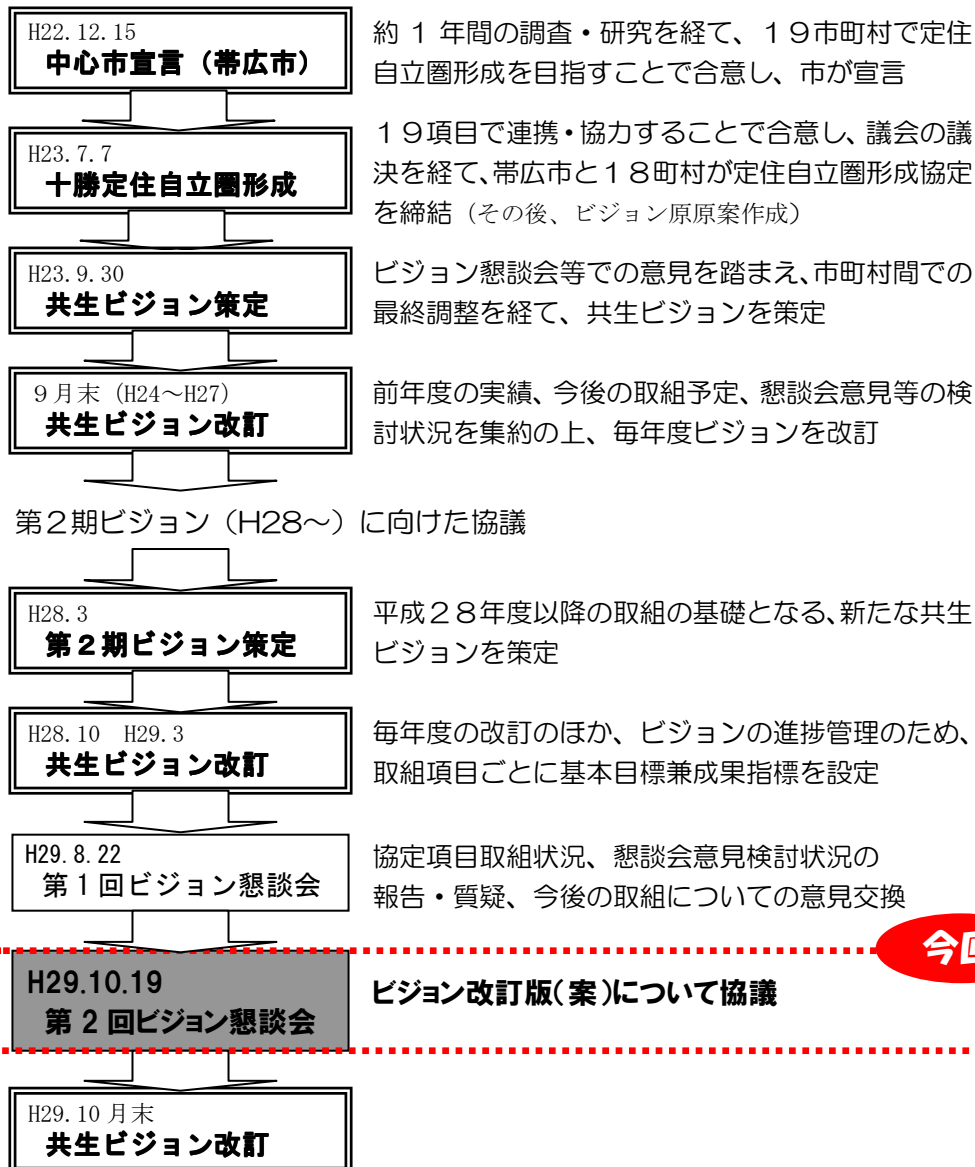 H22.12.15
中心市宣言（帯広市）
約 1 年間の調査・研究を経て、１９市町村で定住
自立圏形成を目指すことで合意し、市が宣言
H23.7.7
十勝定住自立圏形成
１９項目で連携・協力することで合意し、議会の議
決を経て、帯広市と１８町村が定住自立圏形成協定
を締結（その後、ビジョン原原案作成）
H23.9.30
共生ビジョン策定
ビジョン懇談会等での意見を踏まえ、市町村間での
最終調整を経て、共生ビジョンを策定
９月末（H24～H27）
共生ビジョン改訂
前年度の実績、今後の取組予定、懇談会意見等の検
討状況を集約の上、毎年度ビジョンを改訂
第２期ビジョン（H28～）に向けた協議
H28.3
第２期ビジョン策定
平成２８年度以降の取組の基礎となる、新たな共生
ビジョンを策定
H28.10　H29.3
共生ビジョン改訂
毎年度の改訂のほか、ビジョンの進捗管理のため、
取組項目ごとに基本目標兼成果指標を設定
H29.8.22
第１回ビジョン懇談会
協定項目取組状況、懇談会意見検討状況の
報告・質疑、今後の取組についての意見交換
今回
H29.10.19
第 2 回ビジョン懇談会
ビジョン改訂版（案）について協議
H29.10 月末
共生ビジョン改訂